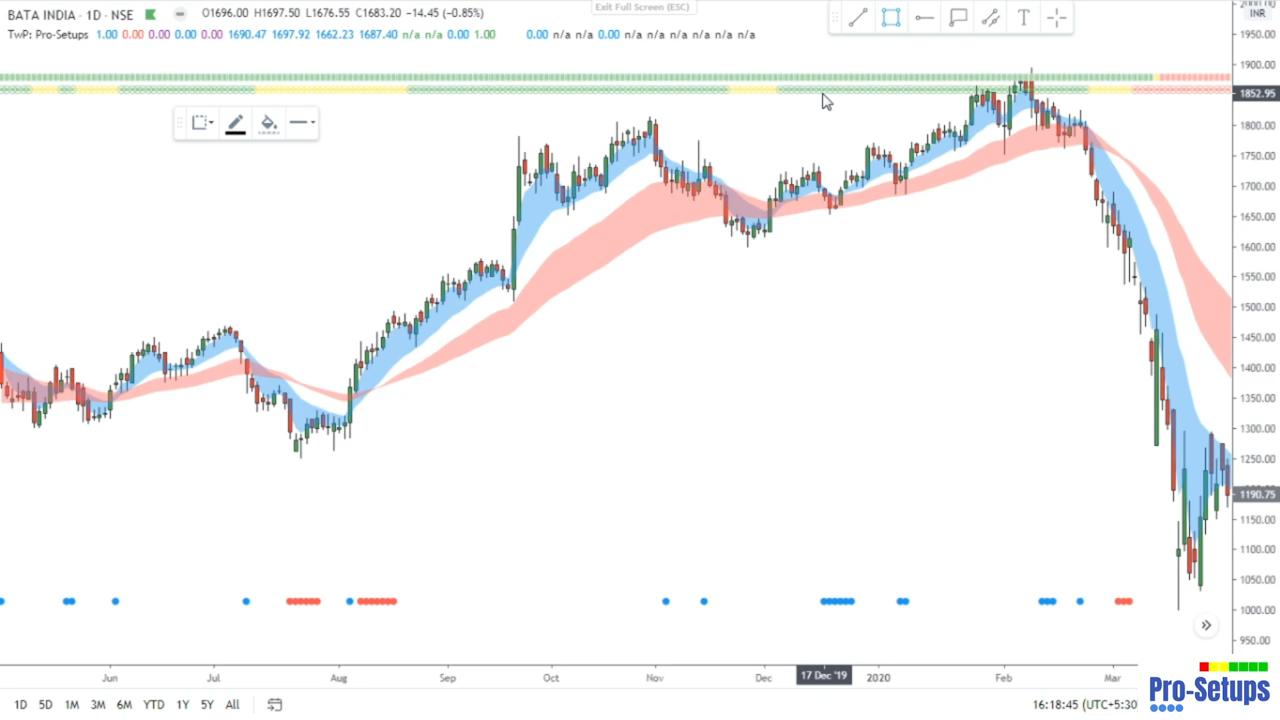 Exit Full Screen (ESC)
BATA INDIA · 1D · NSE O1696.00 H1697.50 L1676.55 C1683.20 −14.45 (−0.85%)
TwP: Pro-Setups 1.00 0.00 0.00 0.00 0.00 1690.47 1697.92 1662.23 1687.40 n/a n/a 0.00 1.00 0.00 n/a n/a 0.00 n/a n/a n/a n/a n/a n/a
T
INR
1950.00
1900.00
1852.95
1800.00
1750.00
1700.00
1650.00
1600.00
1550.00
1500.00
1450.00
1400.00
1350.00
1300.00
1250.00
1190.75
1150.00
1100.00
1050.00
1000.00
950.00
Jun Jul Aug Sep Oct Nov Dec 17 Dec '19 2020 Feb Mar
1D 5D 1M 3M 6M YTD 1Y 5Y All 16:18:45 (UTC+5:30)
Pro-Setups